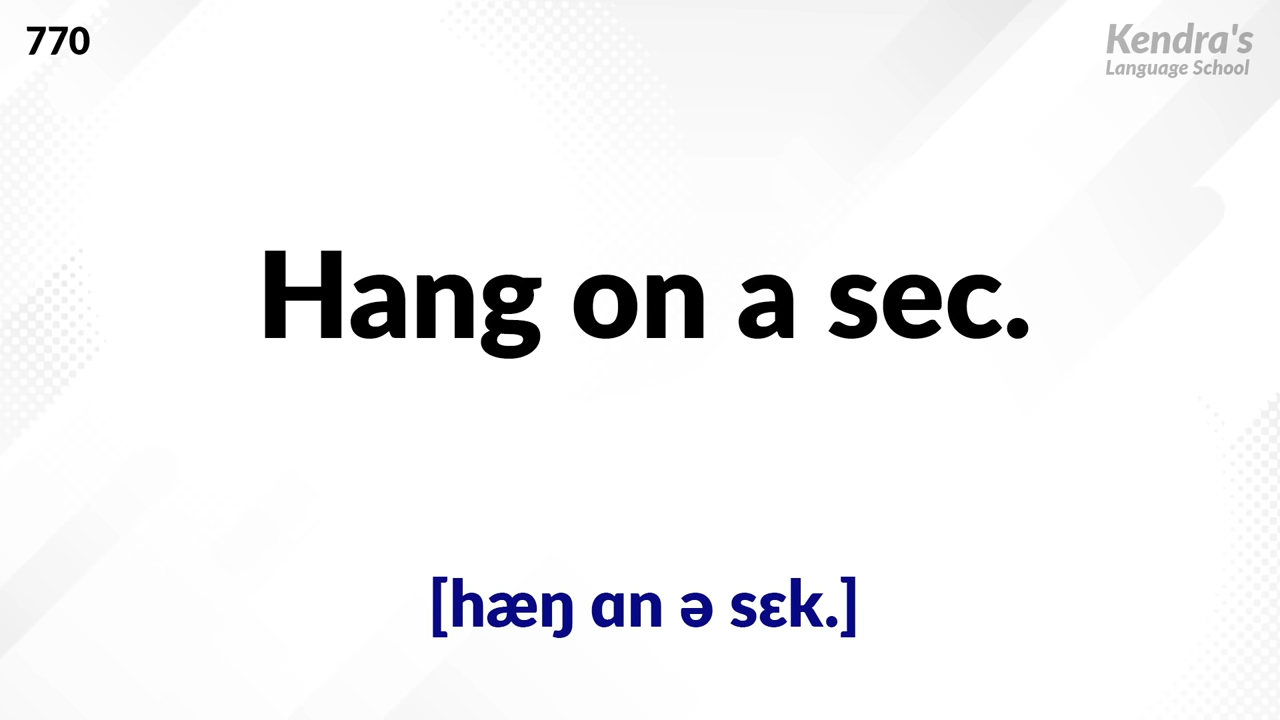 770
Kendra's
Language School
Hang on a sec.
[hæŋ ɑn ə sɛk.]